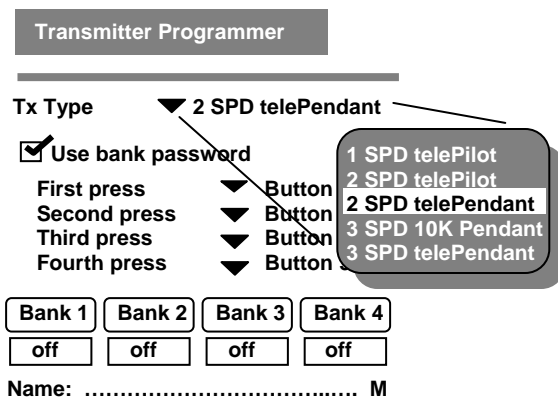 Transmitter Programmer
Tx Type 2 SPD telePendant
Use bank password
First press Button
Second press Button
Third press Button
Fourth press Button
1 SPD telePilot
2 SPD telePilot
2 SPD telePendant
3 SPD 10K Pendant
3 SPD telePendant
Bank 1 Bank 2 Bank 3 Bank 4
off off off off
Name: …………………………..…. M